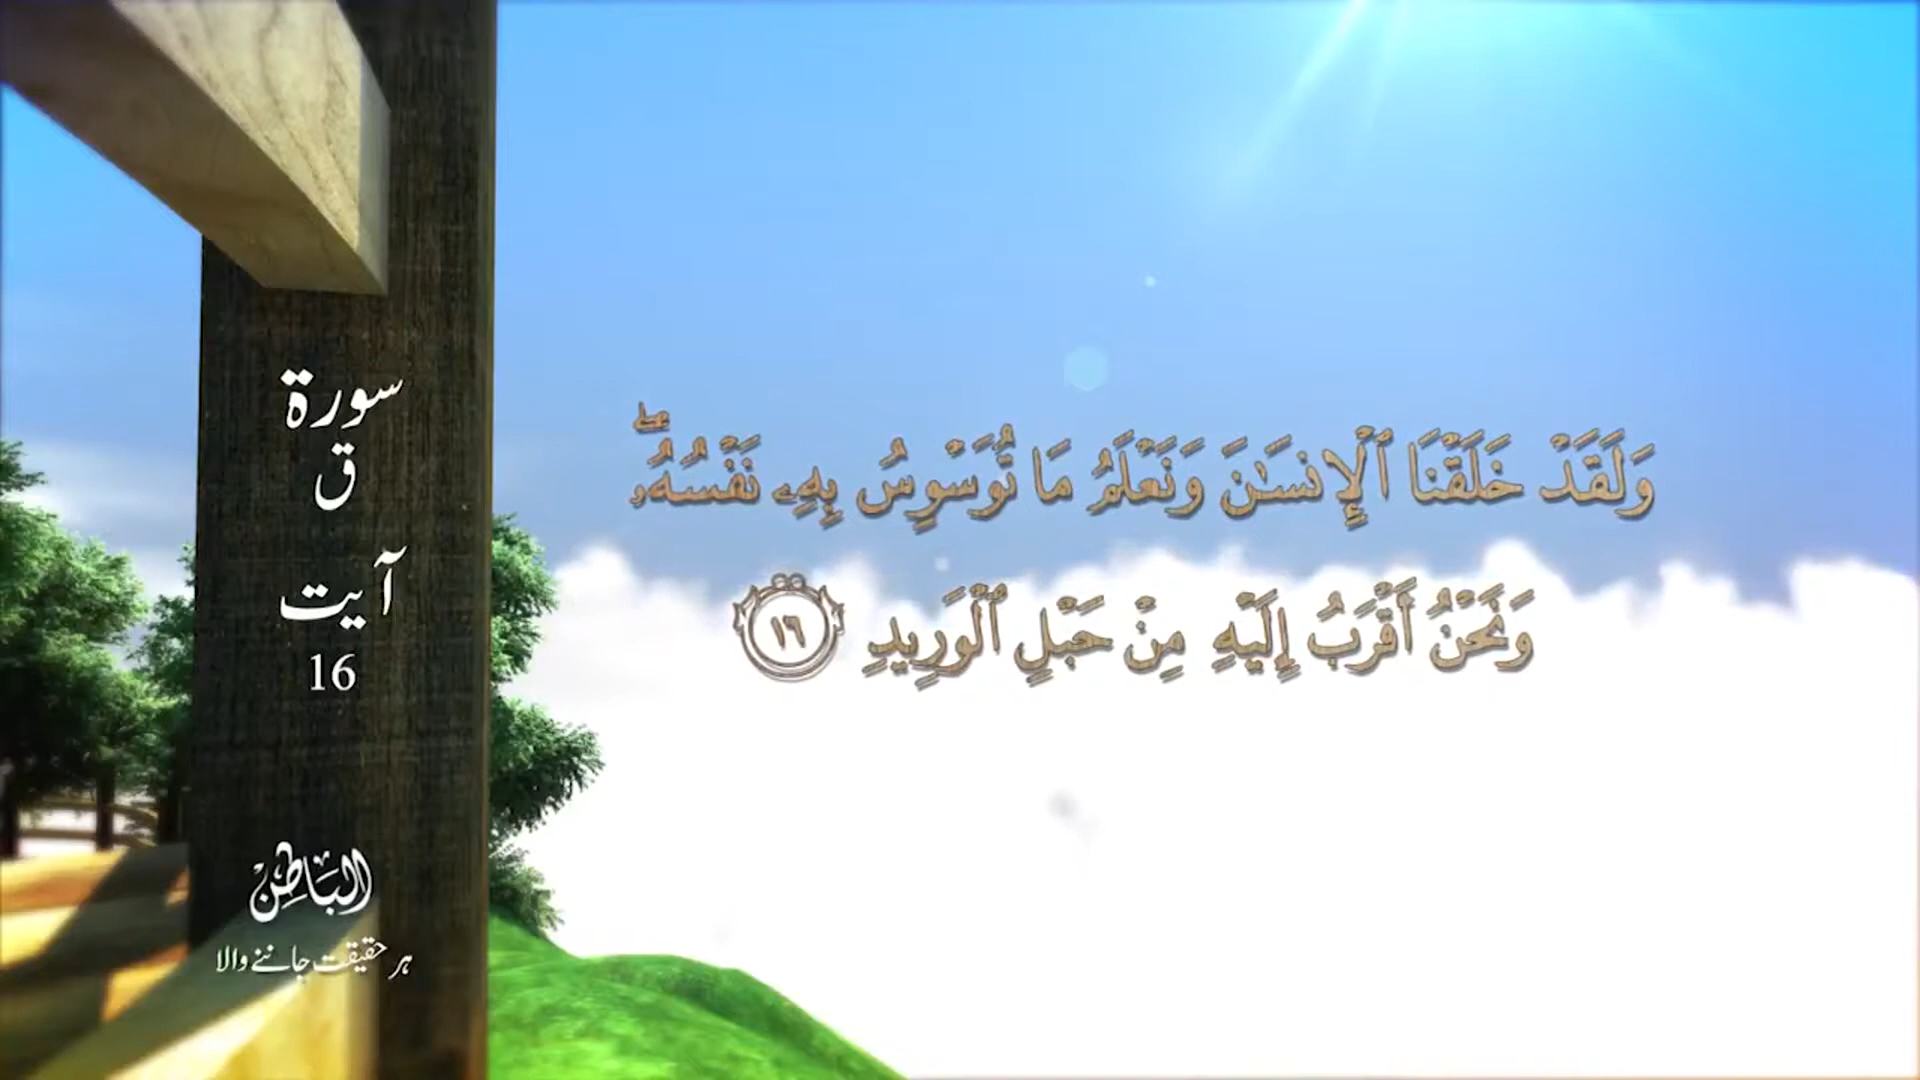 وَلَقَدْ خَلَقْنَا ٱلْإِنسَـٰنَ وَنَعْلَمُ مَا تُوَسْوِسُ بِهِۦ نَفْسُهُۥ ۖ
وَنَحْنُ أَقْرَبُ إِلَيْهِ مِنْ حَبْلِ ٱلْوَرِيدِ ١٦
سورة
ق
آیت
16
الباطن
ہر حقیقت جاننے والا